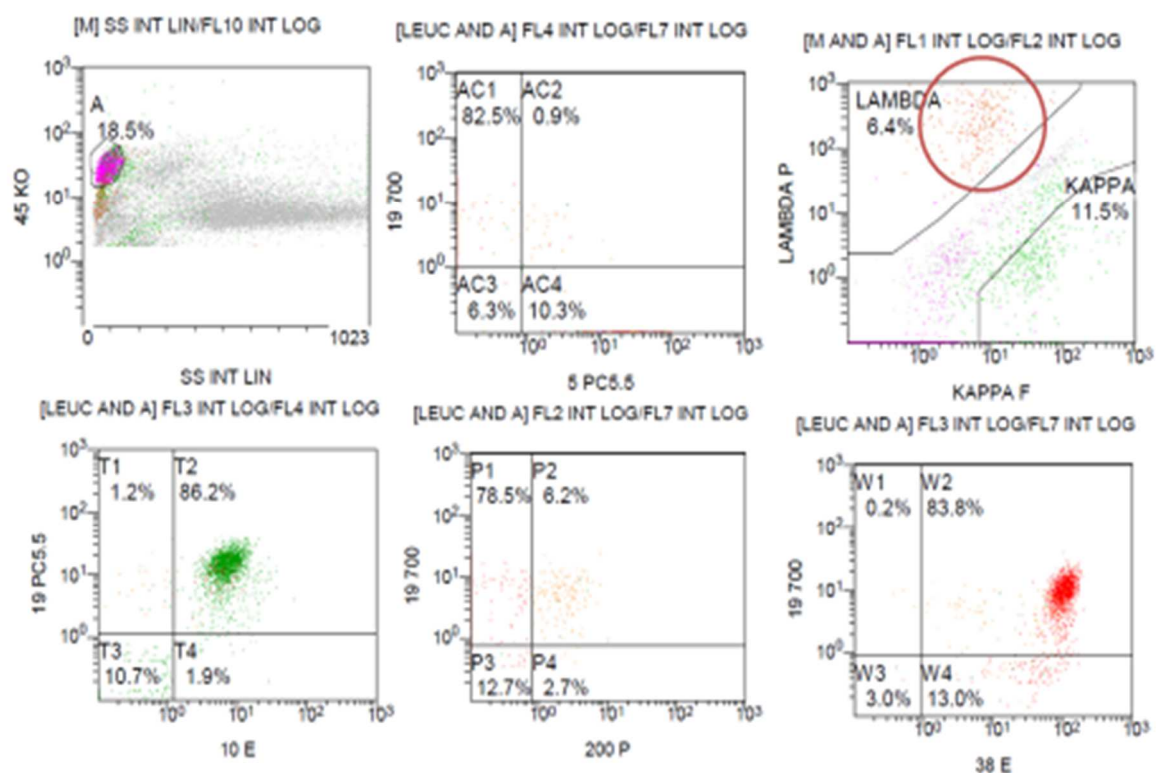 [M] SS INT LIN/FL10 INT LOG
10³
10²
10¹
10⁰
A
18.5%
45 KO
0
1023
SS INT LIN
[LEUC AND A] FL4 INT LOG/FL7 INT LOG
10³
10²
10¹
10⁰
AC1
82.5%
AC2
0.9%
AC3
6.3%
AC4
10.3%
19 700
10⁰ 10¹ 10² 10³
5 PC5.5
[M AND A] FL1 INT LOG/FL2 INT LOG
10³
10²
10¹
10⁰
LAMBDA
6.4%
KAPPA
11.5%
LAMBDA P
10⁰ 10¹ 10² 10³
KAPPA F
[LEUC AND A] FL3 INT LOG/FL4 INT LOG
10³
10²
10¹
10⁰
T1
1.2%
T2
86.2%
T3
10.7%
T4
1.9%
19 PC5.5
10⁰ 10¹ 10² 10³
10 E
[LEUC AND A] FL2 INT LOG/FL7 INT LOG
10³
10²
10¹
10⁰
P1
78.5%
P2
6.2%
P3
12.7%
P4
2.7%
19 700
10⁰ 10¹ 10² 10³
200 P
[LEUC AND A] FL3 INT LOG/FL7 INT LOG
10³
10²
10¹
10⁰
W1
0.2%
W2
83.8%
W3
3.0%
W4
13.0%
19 700
10⁰ 10¹ 10² 10³
38 E